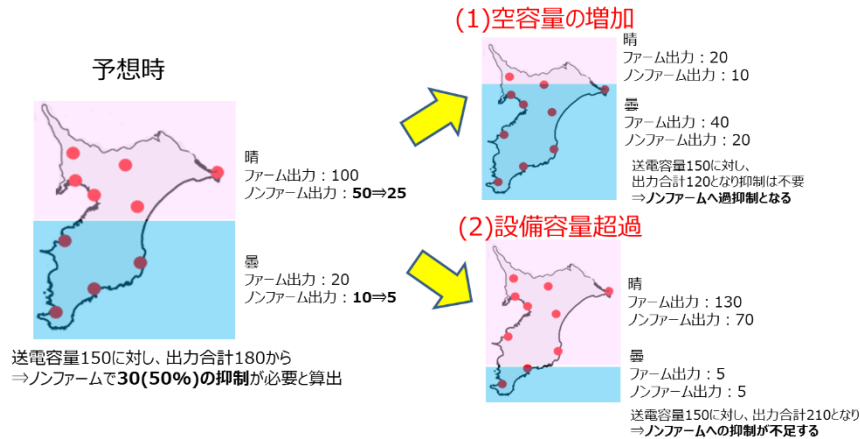 予想時
晴
ファーム出力：100
ノンファーム出力：50⇒25
曇
ファーム出力：20
ノンファーム出力：10⇒5
送電容量150に対し、出力合計180から
⇒ノンファームで30(50%)の抑制が必要と算出
(1)空容量の増加
晴
ファーム出力：20
ノンファーム出力：10
曇
ファーム出力：40
ノンファーム出力：20
送電容量150に対し、
出力合計120となり抑制は不要
⇒ノンファームへ過抑制となる
(2)設備容量超過
晴
ファーム出力：130
ノンファーム出力：70
曇
ファーム出力：5
ノンファーム出力：5
送電容量150に対し、出力合計210となり
⇒ノンファームへの抑制が不足する